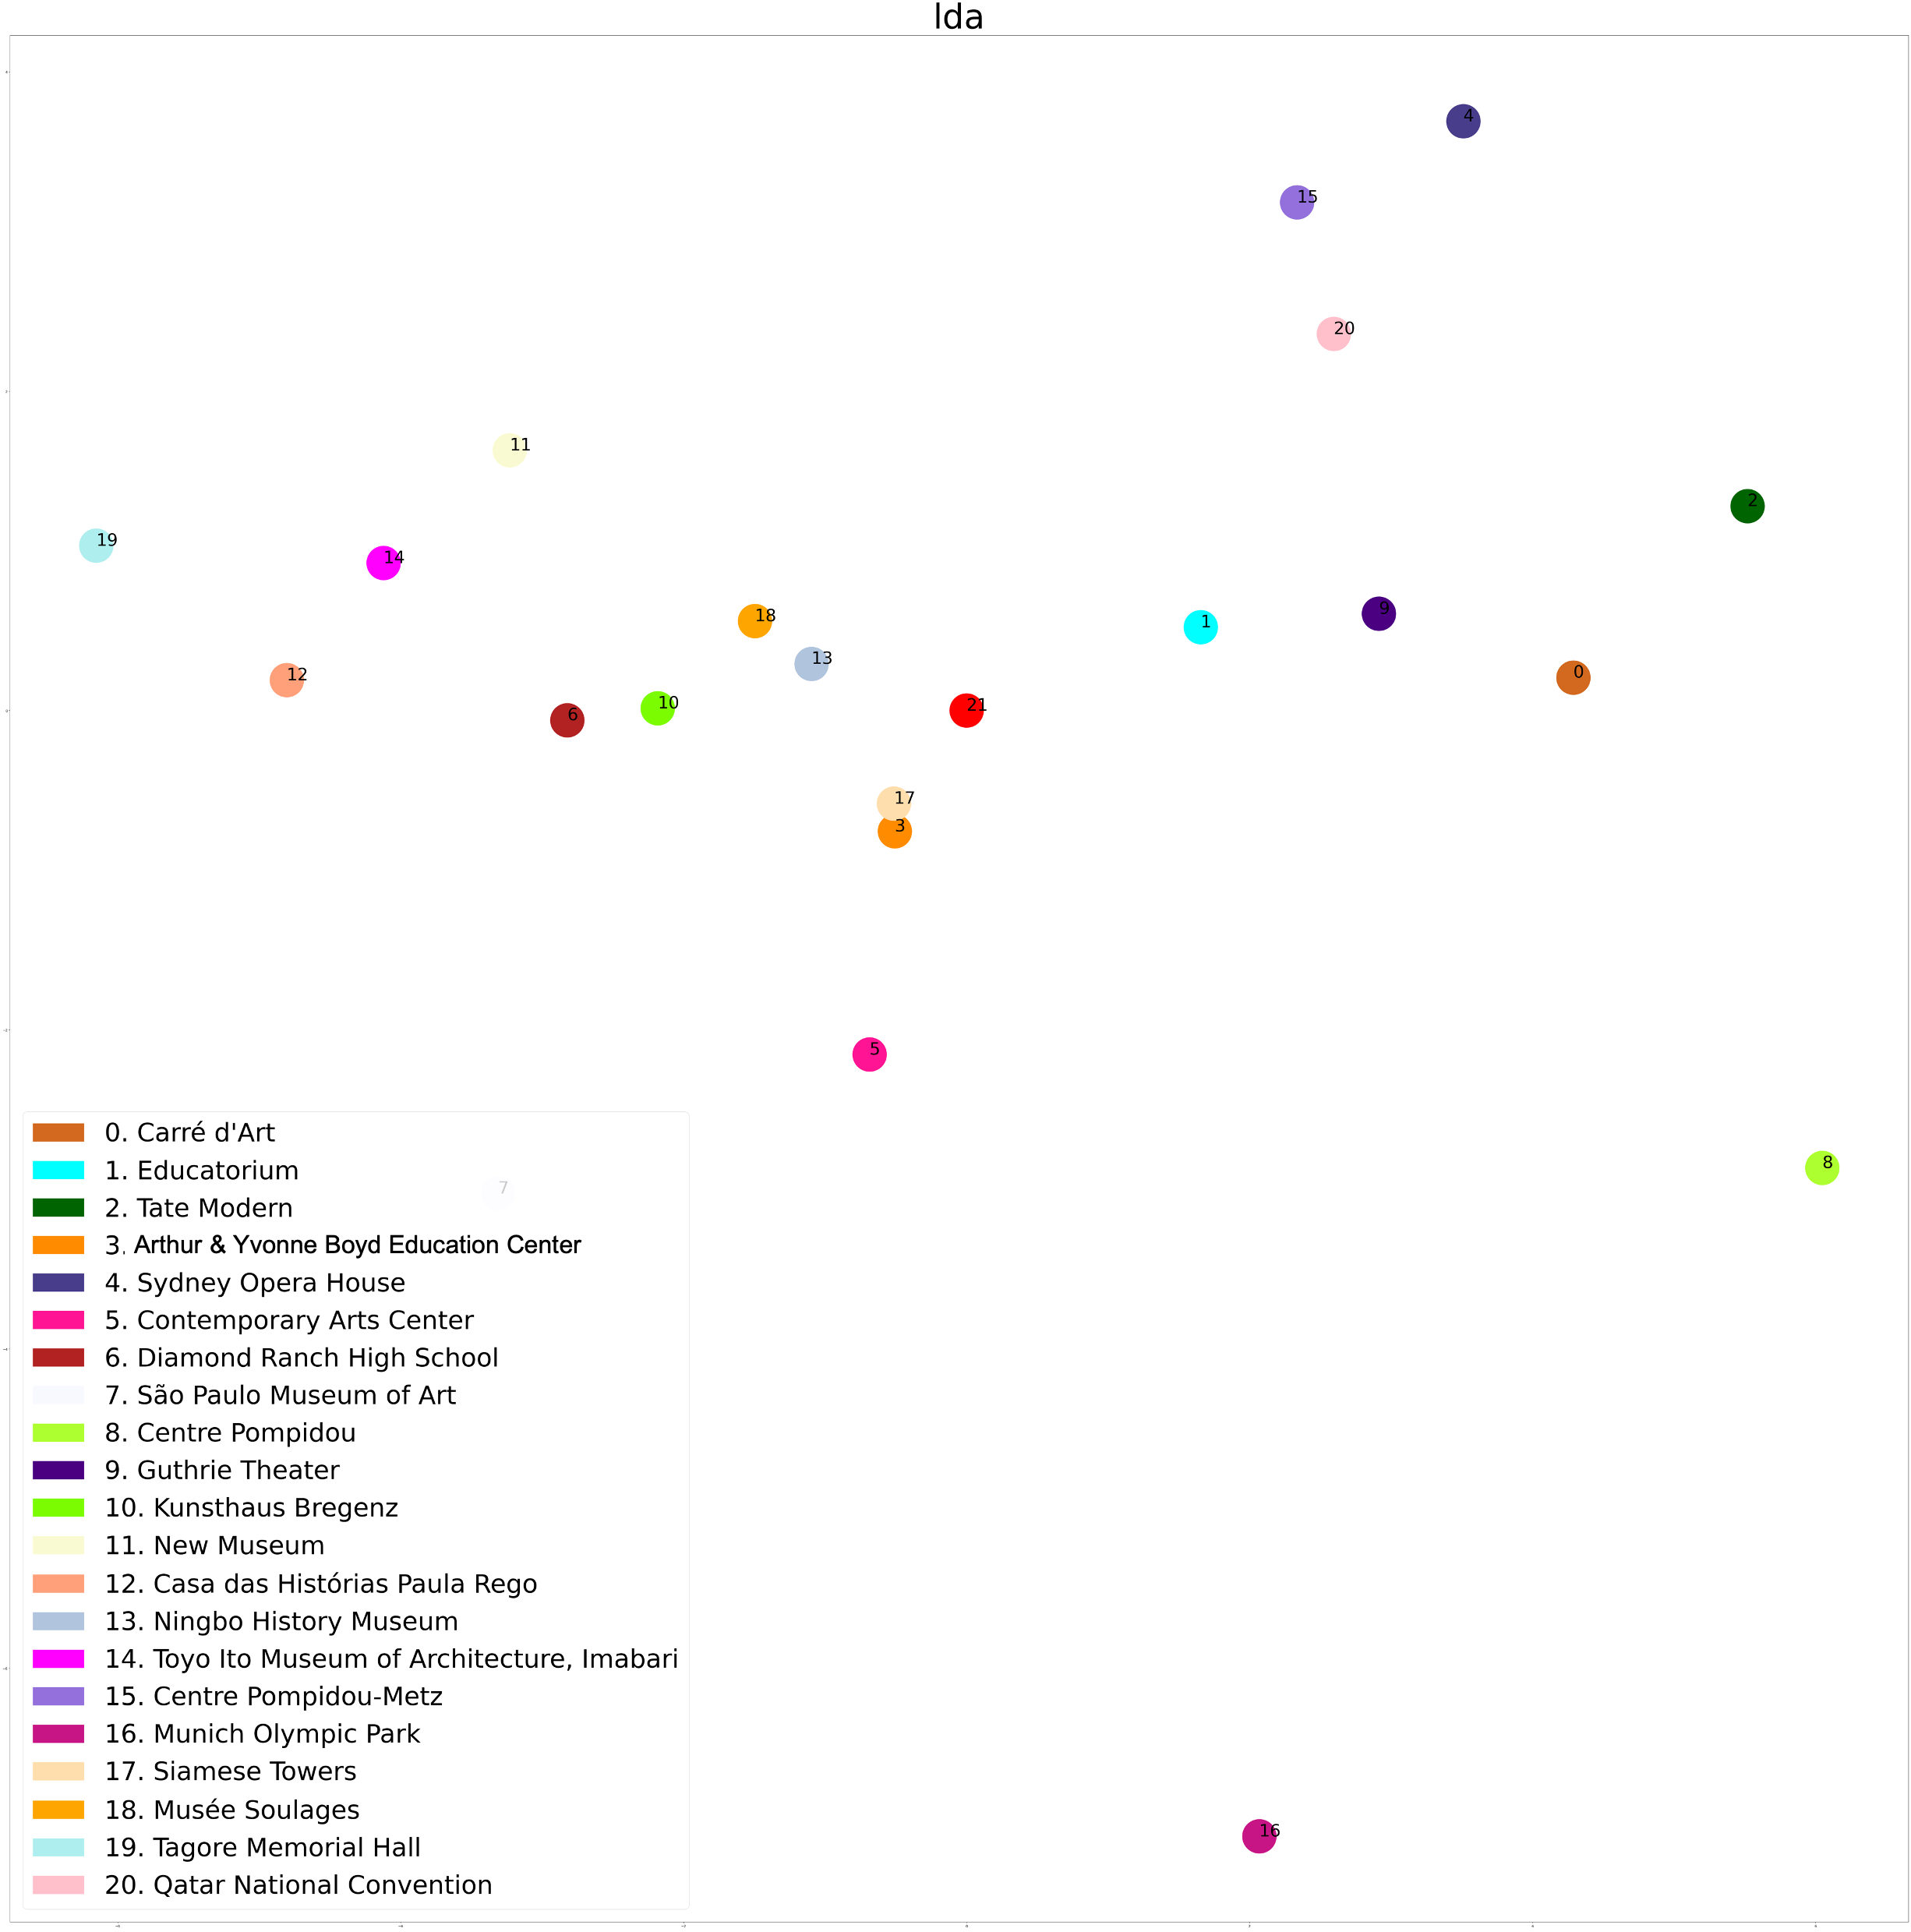 lda
4
15
20
11
2
19
14
18
1
9
13
12
0
10
21
6
17
3
5
8
7
16
0. Carré d'Art
1. Educatorium
2. Tate Modern
3. Arthur & Yvonne Boyd Education Center
4. Sydney Opera House
5. Contemporary Arts Center
6. Diamond Ranch High School
7. São Paulo Museum of Art
8. Centre Pompidou
9. Guthrie Theater
10. Kunsthaus Bregenz
11. New Museum
12. Casa das Histórias Paula Rego
13. Ningbo History Museum
14. Toyo Ito Museum of Architecture, Imabari
15. Centre Pompidou-Metz
16. Munich Olympic Park
17. Siamese Towers
18. Musée Soulages
19. Tagore Memorial Hall
20. Qatar National Convention